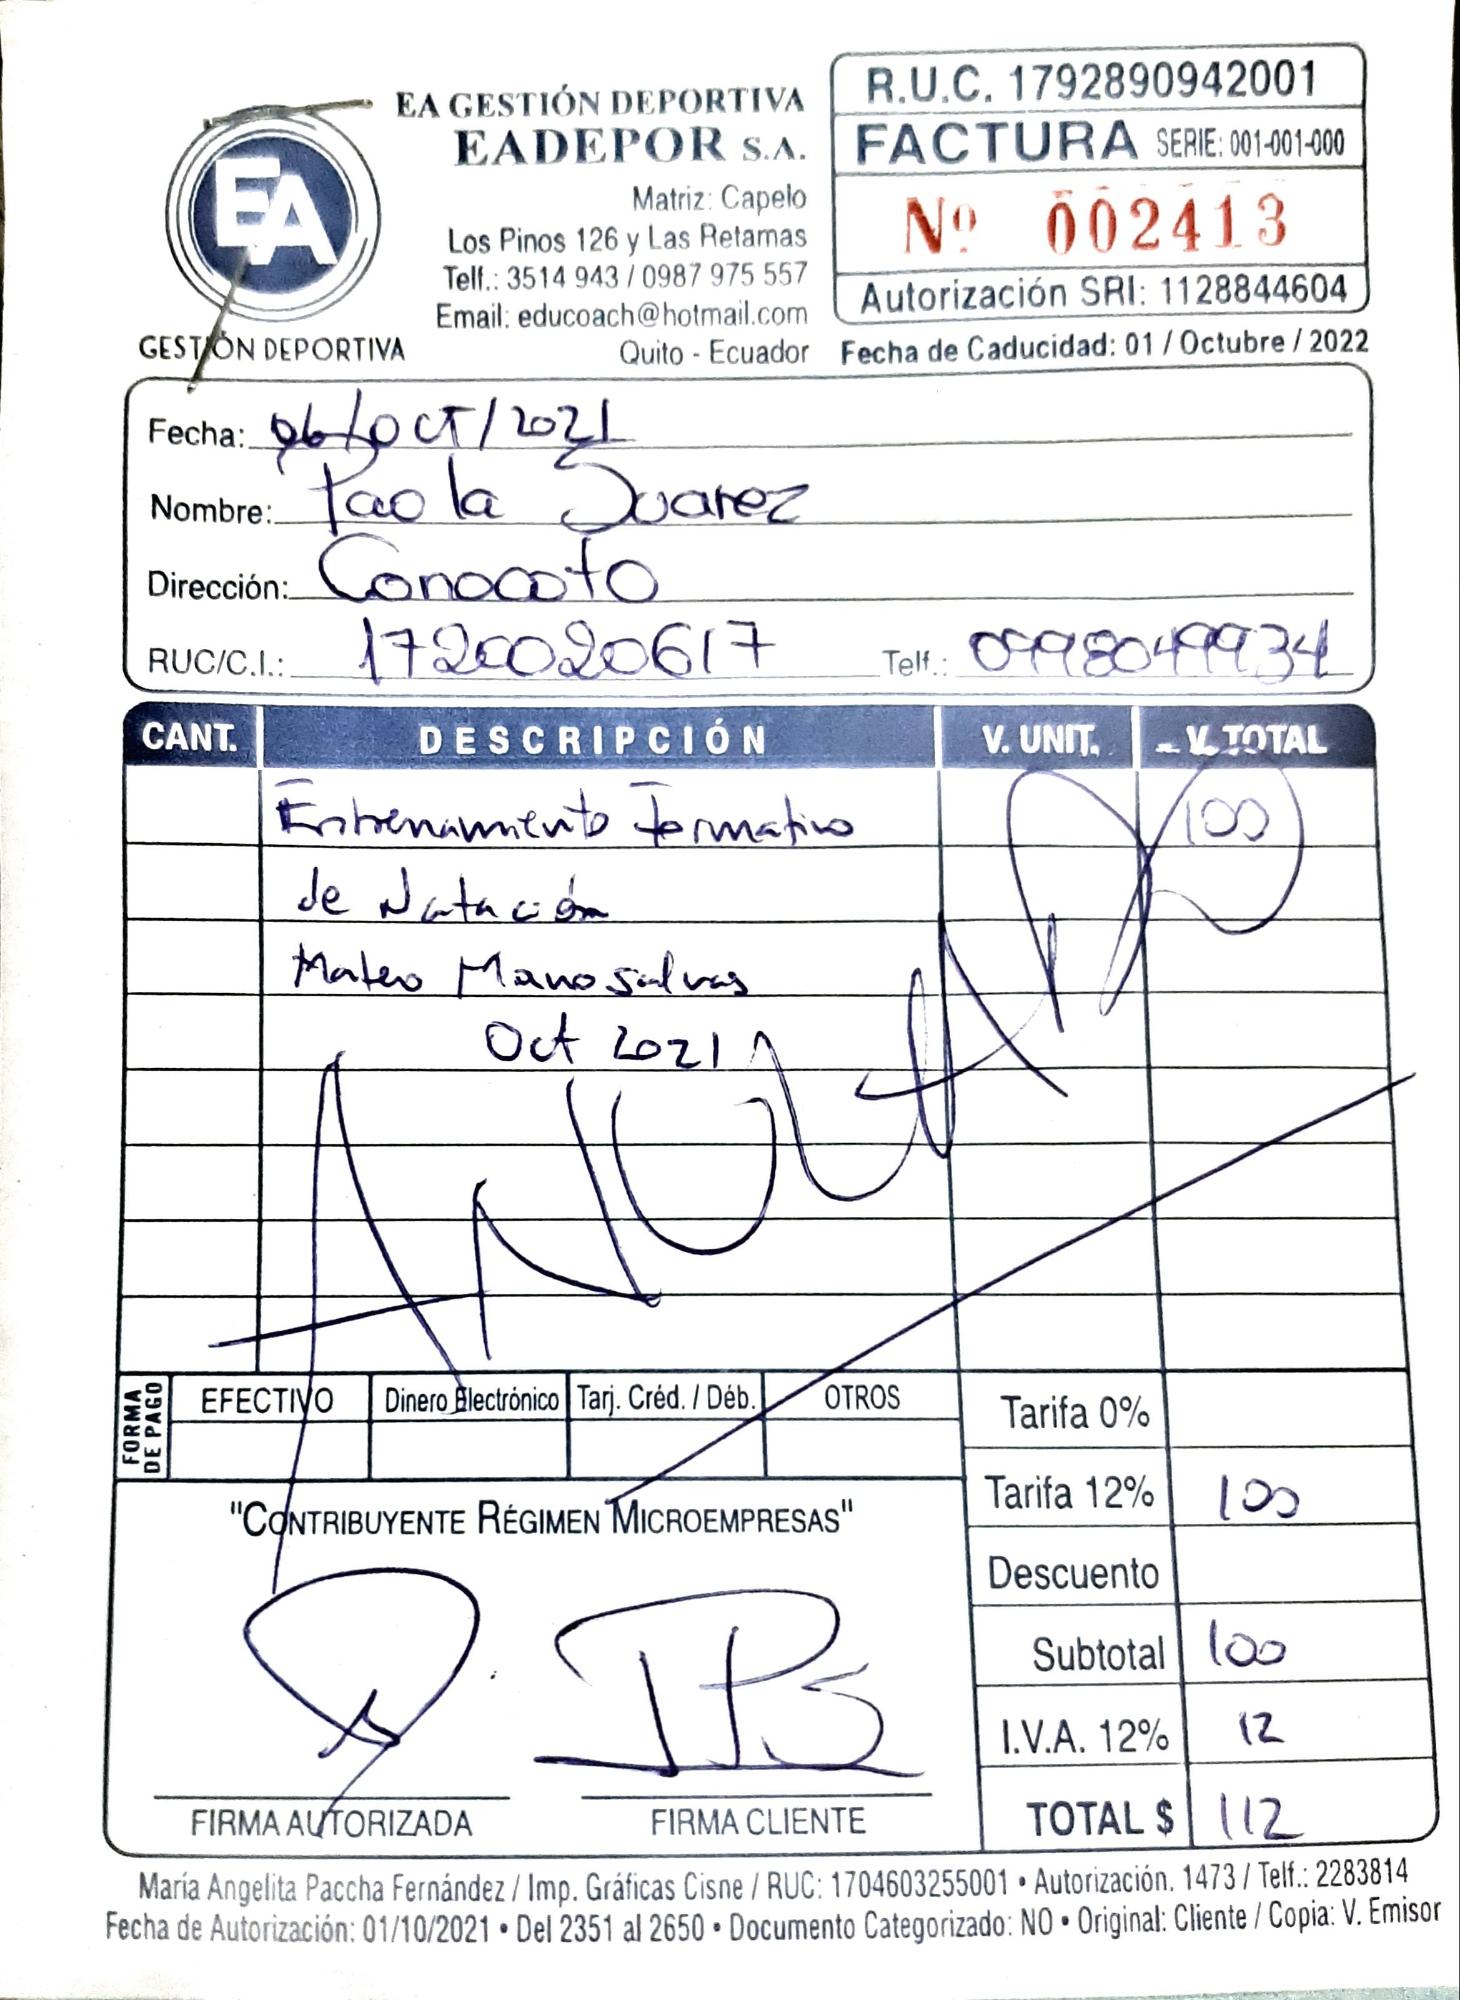 EA GESTIÓN DEPORTIVA
EADEPOR S.A.
Matriz: Capelo
Los Pinos 126 y Las Retamas
Telf.: 3514 943 / 0987 975 557
Email: educoach@hotmail.com
Quito - Ecuador
EA
GESTIÓN DEPORTIVA
R.U.C. 1792890942001
FACTURA SERIE: 001-001-000
Nº 002413
Autorización SRI: 1128844604
Fecha de Caducidad: 01 / Octubre / 2022
Fecha: 06/Oct/2021
Nombre: Paola Suarez
Dirección: Conocoto
RUC/C.I.: 1720020617 Telf.: 0998049934
CANT. DESCRIPCIÓN V. UNIT. V. TOTAL
Entrenamiento formativo 100
de Natación
Mateo Manosalvas
Oct 2021
ANULADO
FORMA DE PAGO
EFECTIVO Dinero Electrónico Tarj. Créd. / Déb. OTROS
Tarifa 0%
Tarifa 12% 100
"CONTRIBUYENTE RÉGIMEN MICROEMPRESAS"
Descuento
Subtotal 100
I.V.A. 12% 12
TOTAL $ 112
FIRMA AUTORIZADA FIRMA CLIENTE
María Angelita Paccha Fernández / Imp. Gráficas Cisne / RUC: 1704603255001 • Autorización. 1473 / Telf.: 2283814
Fecha de Autorización: 01/10/2021 • Del 2351 al 2650 • Documento Categorizado: NO • Original: Cliente / Copia: V. Emisor